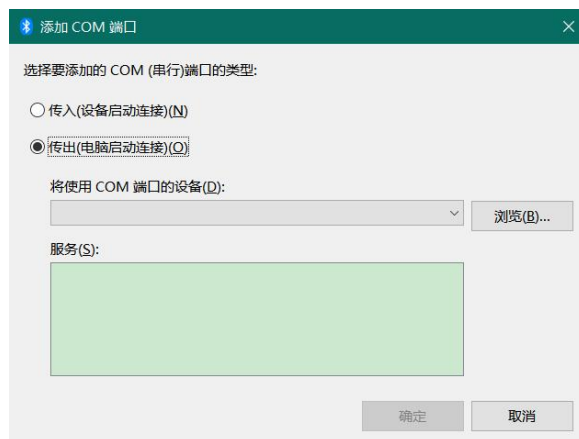 添加 COM 端口
选择要添加的 COM (串行)端口的类型:
传入(设备启动连接)(N)
传出(电脑启动连接)(O)
将使用 COM 端口的设备(D):
浏览(B)...
服务(S):
确定
取消